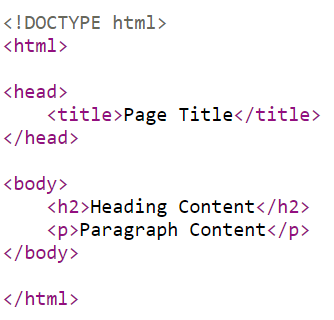 <!DOCTYPE html>
<html>
<head>
<title>Page Title</title>
</head>
<body>
<h2>Heading Content</h2>
<p>Paragraph Content</p>
</body>
</html>